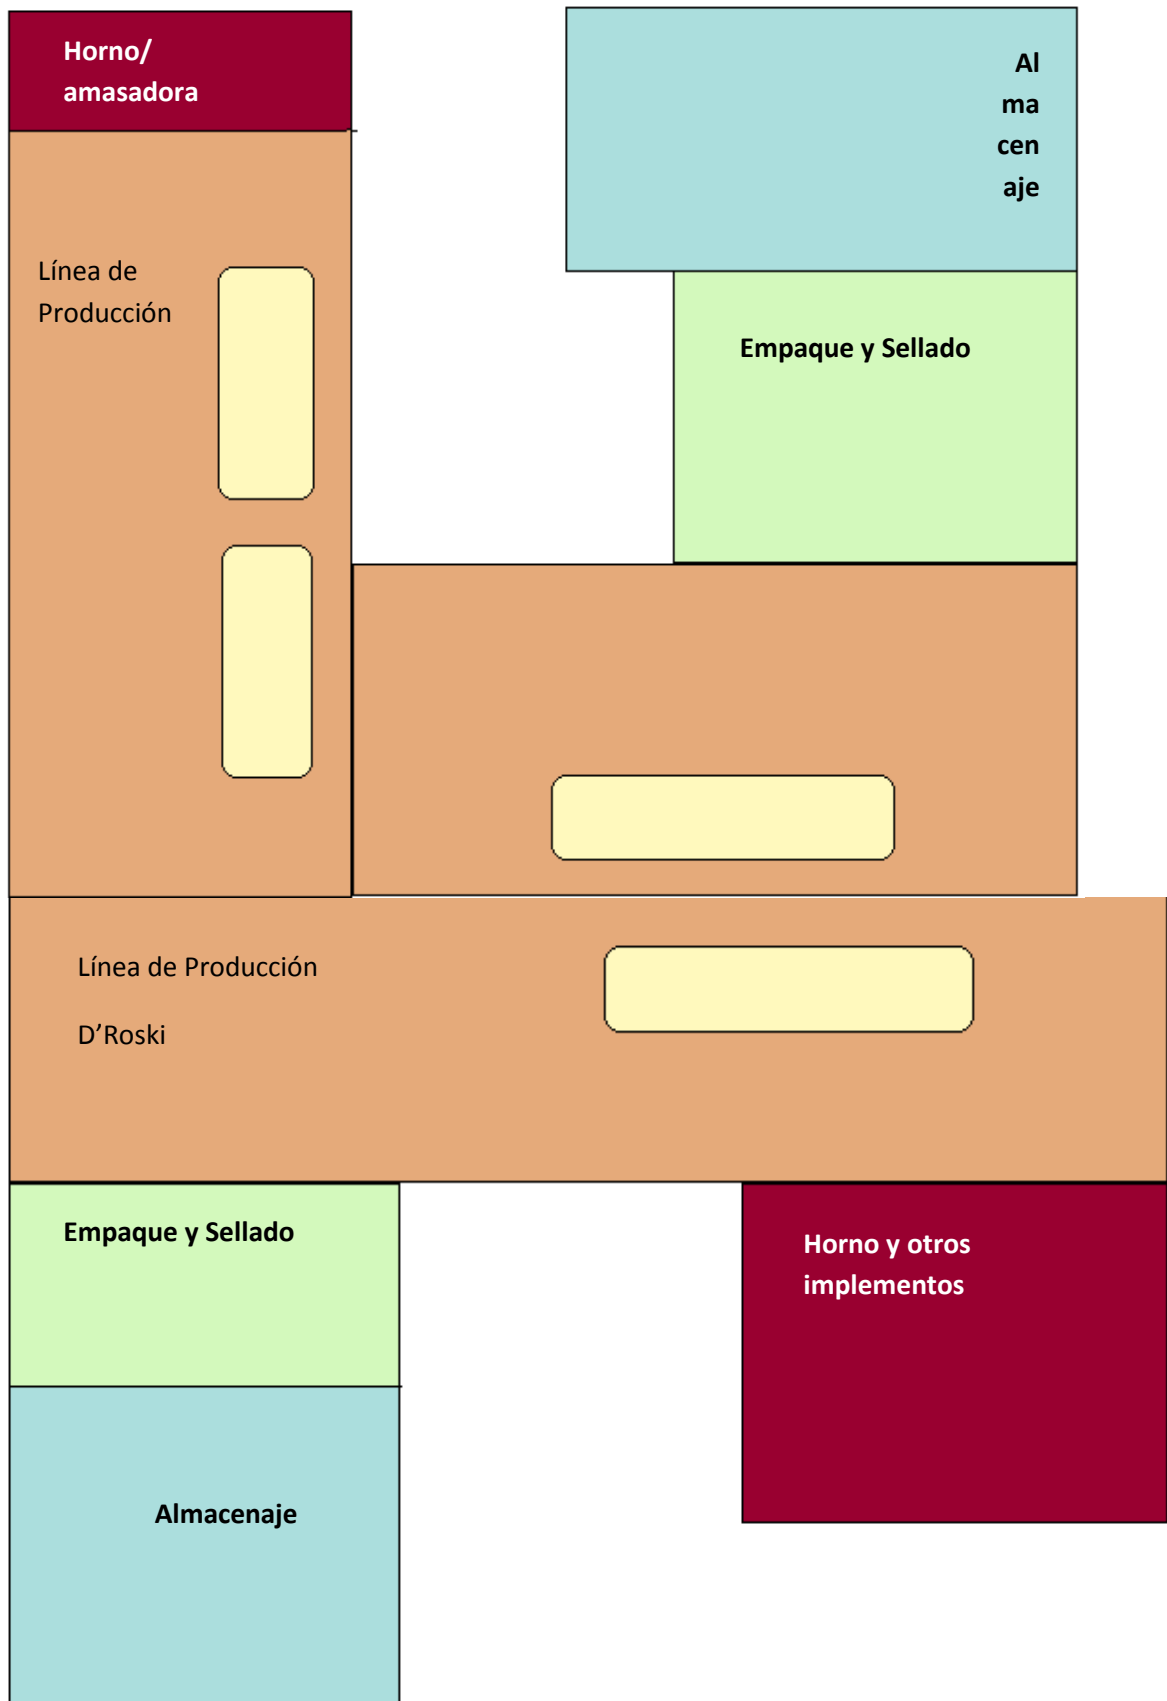 Horno/
amasadora
Al
ma
cen
aje
Línea de
Producción
Empaque y Sellado
Línea de Producción
D’Roski
Empaque y Sellado
Horno y otros
implementos
Almacenaje